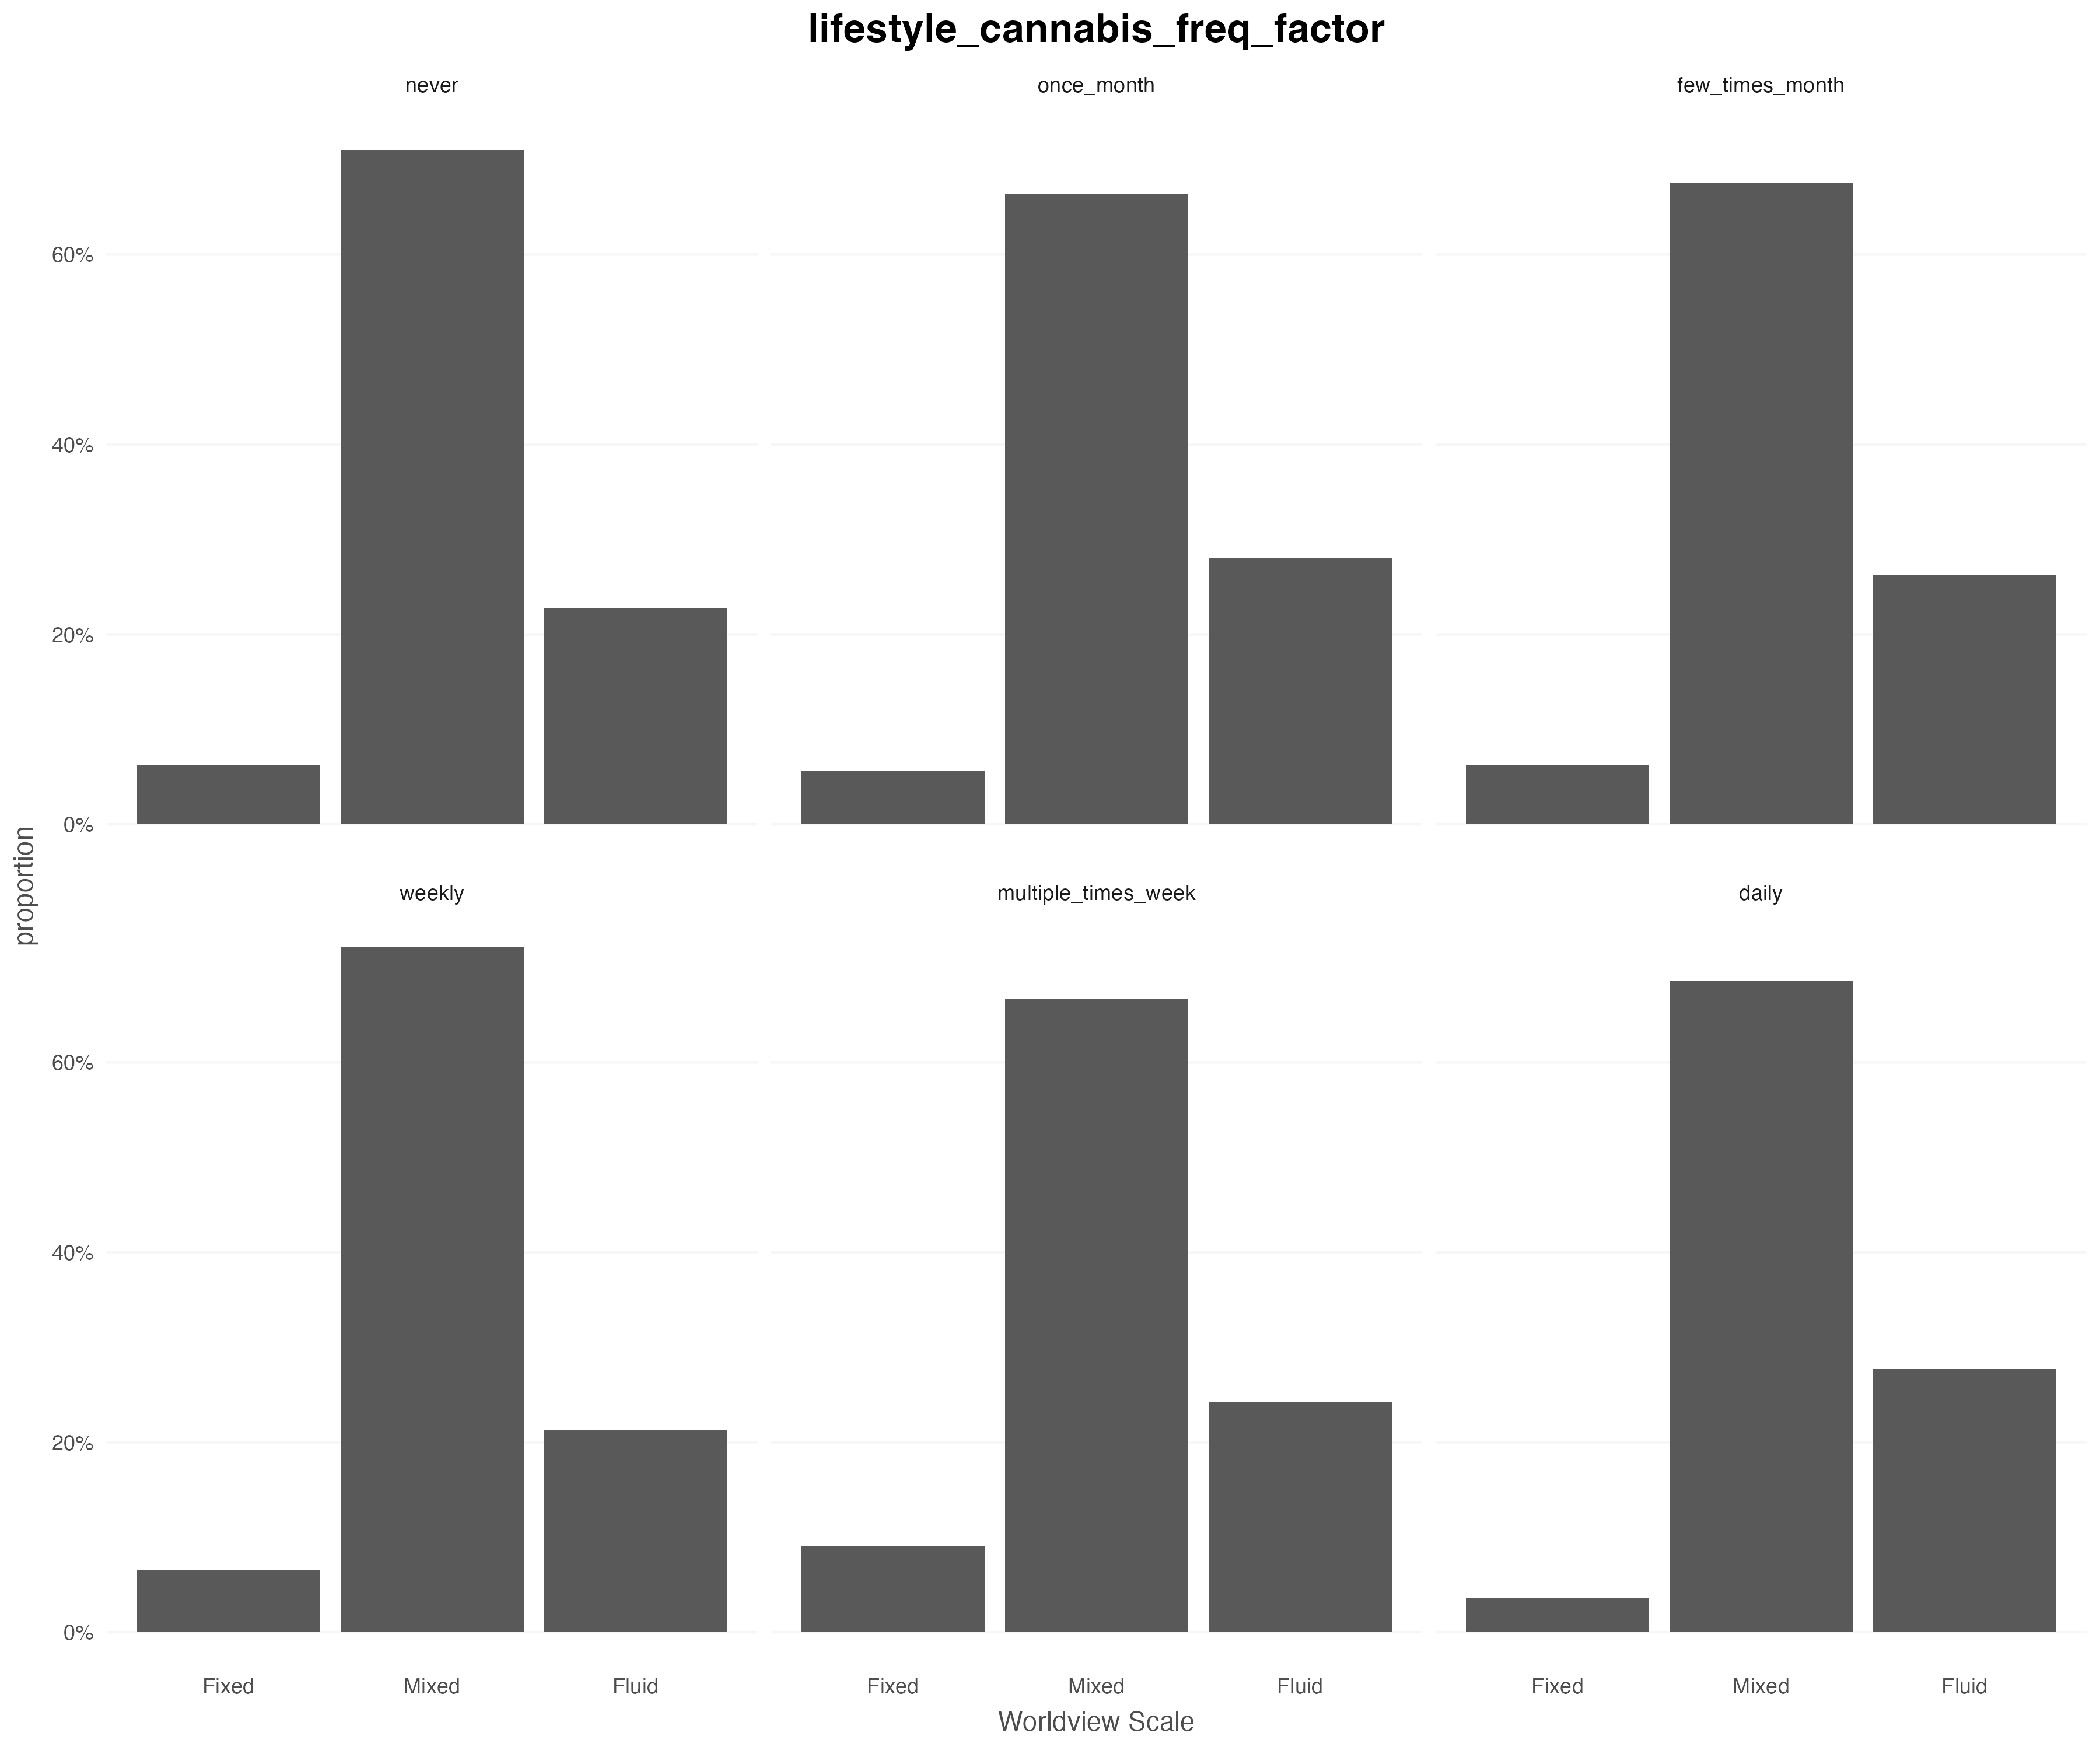 lifestyle_cannabis_freq_factor
never
once_month
few_times_month
60%
40%
20%
0%
proportion
weekly
multiple_times_week
daily
60%
40%
20%
0%
Fixed Mixed Fluid
Fixed Mixed Fluid
Fixed Mixed Fluid
Worldview Scale